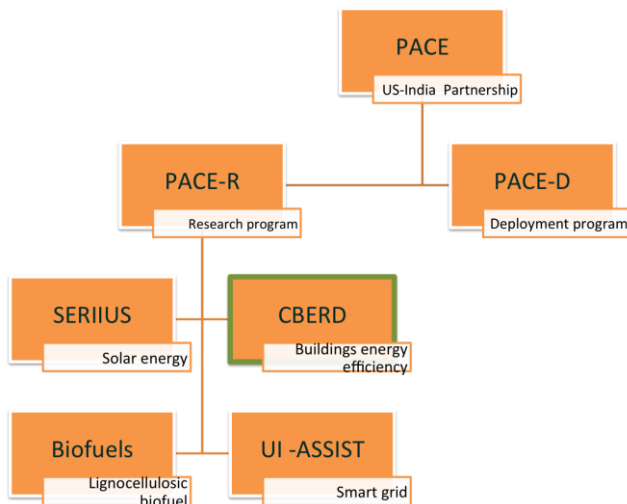 PACE
US-India Partnership
PACE-R
Research program
PACE-D
Deployment program
SERIIUS
Solar energy
CBERD
Buildings energy
efficiency
Biofuels
Lignocellulosic
biofuel
UI -ASSIST
Smart grid